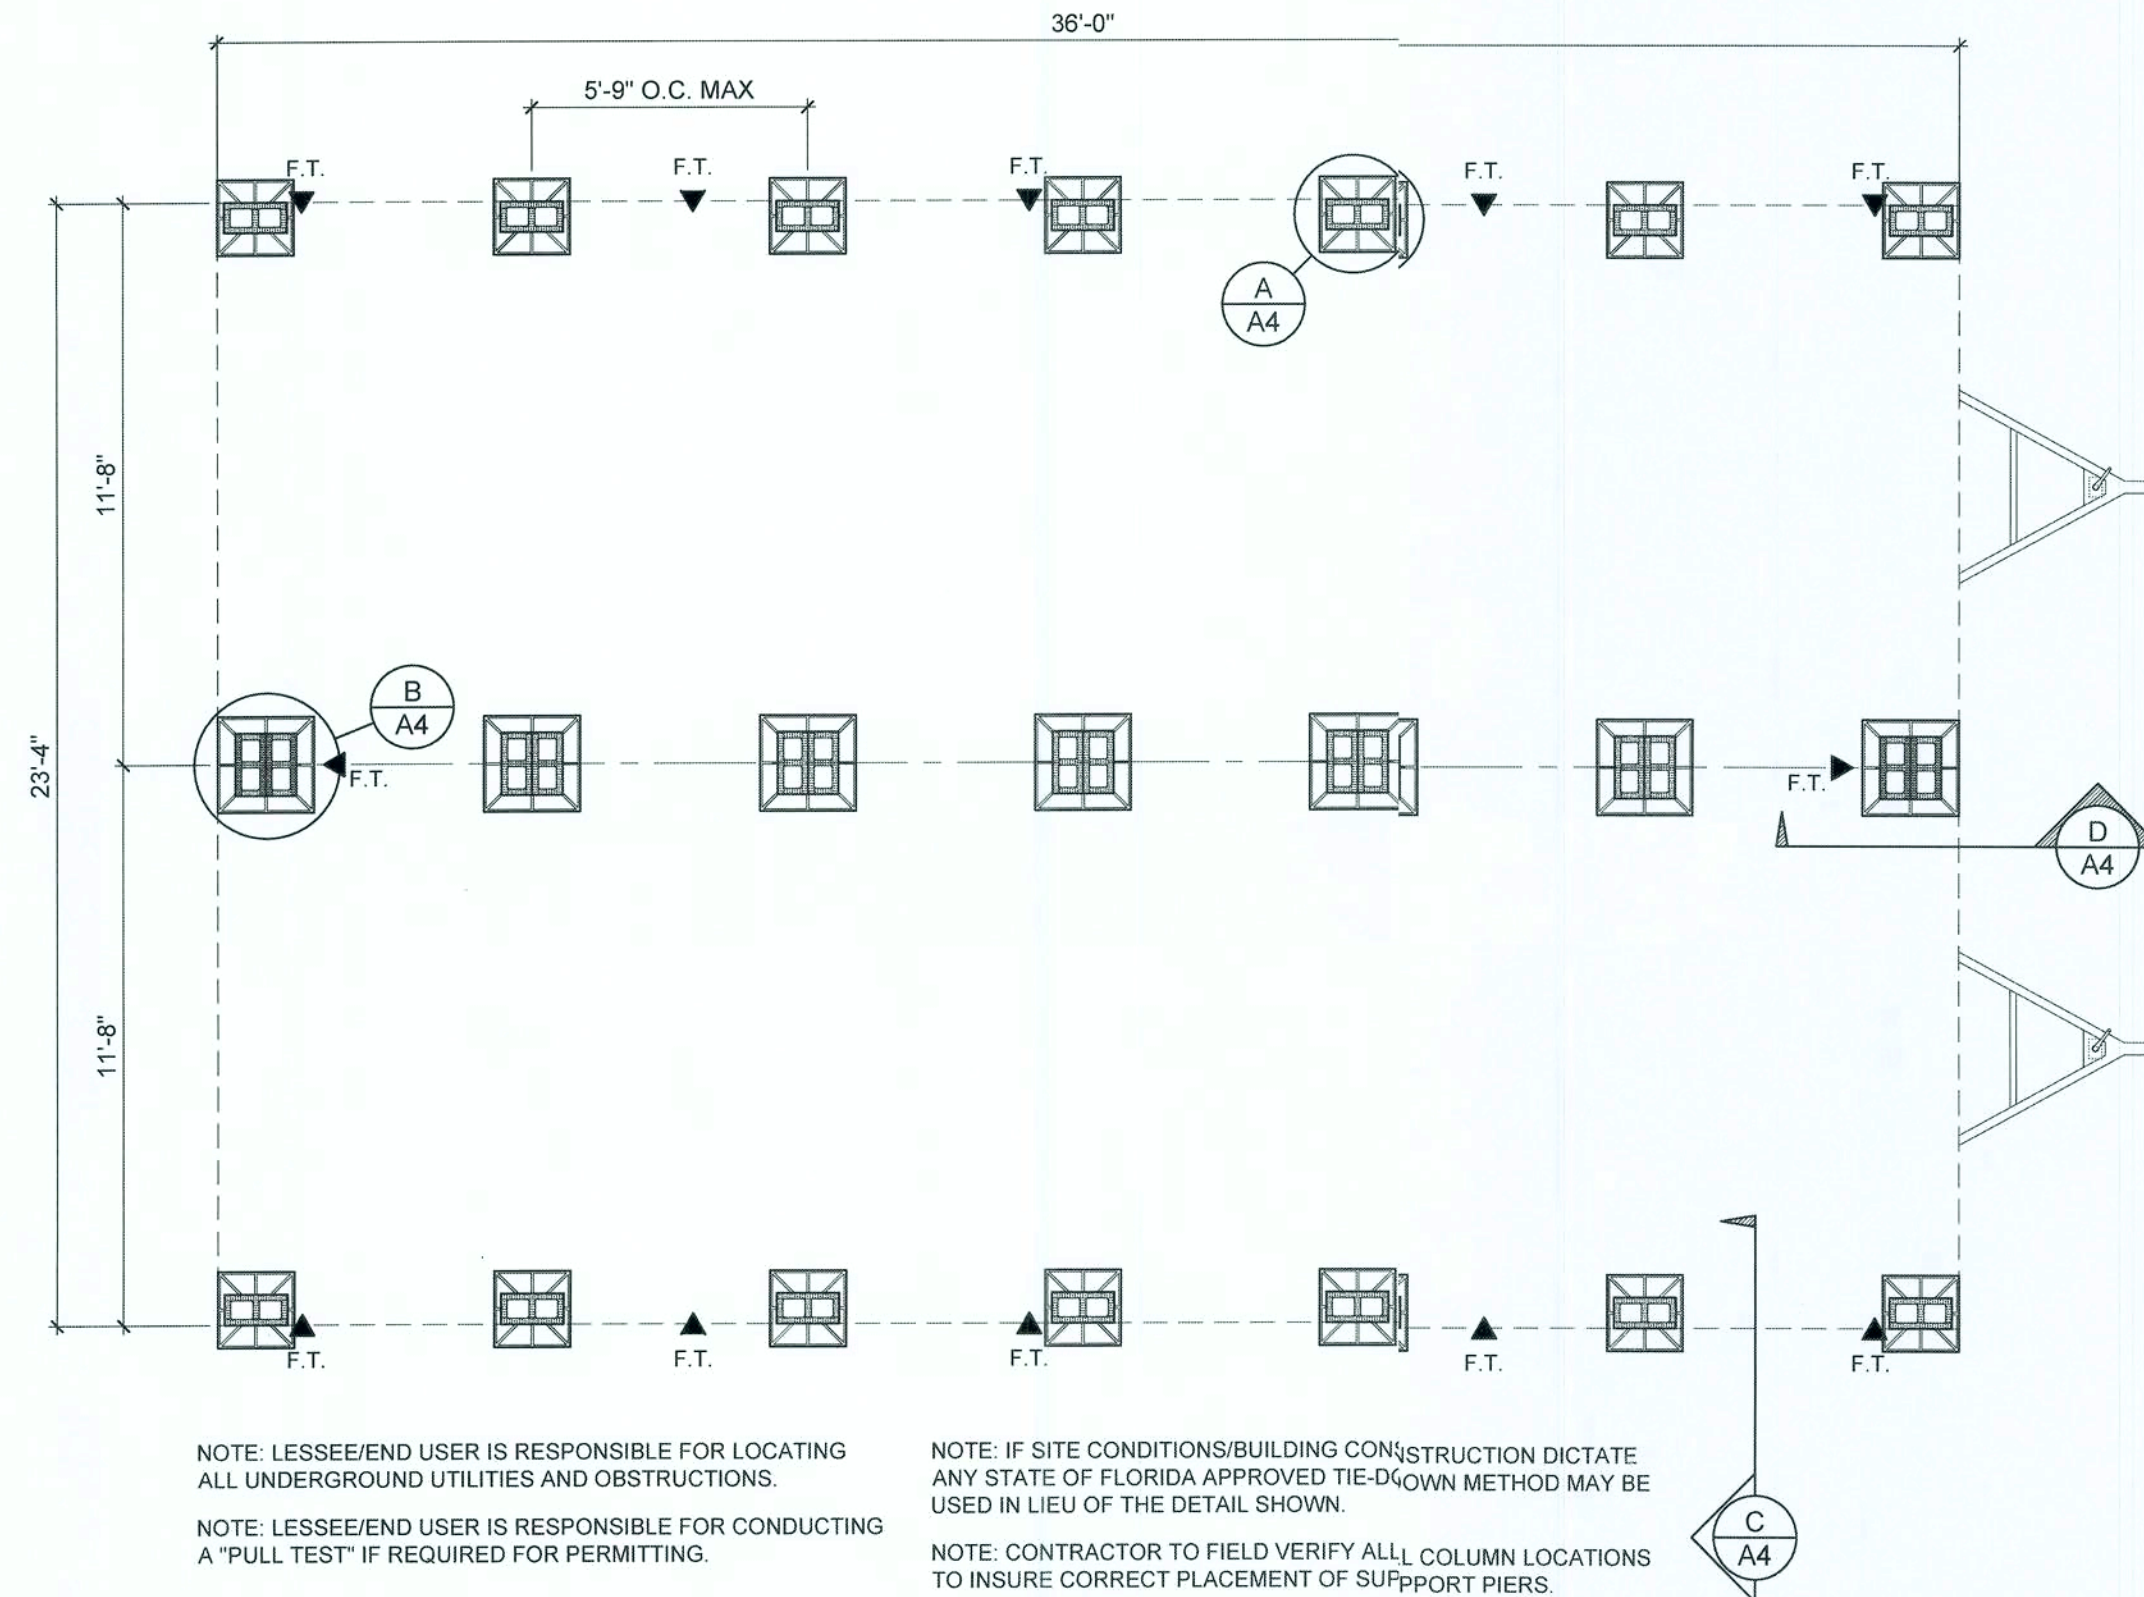 36'-0"
5'-9" O.C. MAX
F.T.
F.T.
F.T.
F.T.
F.T.
A
A4
11'-8"
B
A4
F.T.
F.T.
23'-4"
D
A4
11'-8"
F.T.
F.T.
F.T.
F.T.
F.T.
NOTE: LESSEE/END USER IS RESPONSIBLE FOR LOCATING
ALL UNDERGROUND UTILITIES AND OBSTRUCTIONS.
NOTE: LESSEE/END USER IS RESPONSIBLE FOR CONDUCTING
A "PULL TEST" IF REQUIRED FOR PERMITTING.
NOTE: IF SITE CONDITIONS/BUILDING CONSTRUCTION DICTATE
ANY STATE OF FLORIDA APPROVED TIE-DOWN METHOD MAY BE
USED IN LIEU OF THE DETAIL SHOWN.
NOTE: CONTRACTOR TO FIELD VERIFY ALL COLUMN LOCATIONS
TO INSURE CORRECT PLACEMENT OF SUPPORT PIERS.
C
A4